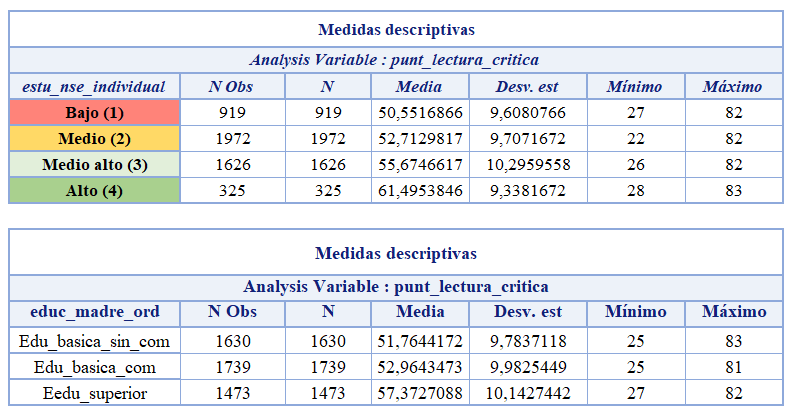 Medidas descriptivas
Analysis Variable : punt_lectura_critica
estu_nse_individual N Obs N Media Desv. est Mínimo Máximo
Bajo (1) 919 919 50,5516866 9,6080766 27 82
Medio (2) 1972 1972 52,7129817 9,7071672 22 82
Medio alto (3) 1626 1626 55,6746617 10,2959558 26 82
Alto (4) 325 325 61,4953846 9,3381672 28 83
Medidas descriptivas
Analysis Variable : punt_lectura_critica
educ_madre_ord N Obs N Media Desv. est Mínimo Máximo
Edu_basica_sin_com 1630 1630 51,7644172 9,7837118 25 83
Edu_basica_com 1739 1739 52,9643473 9,9825449 25 81
Eedu_superior 1473 1473 57,3727088 10,1427442 27 82